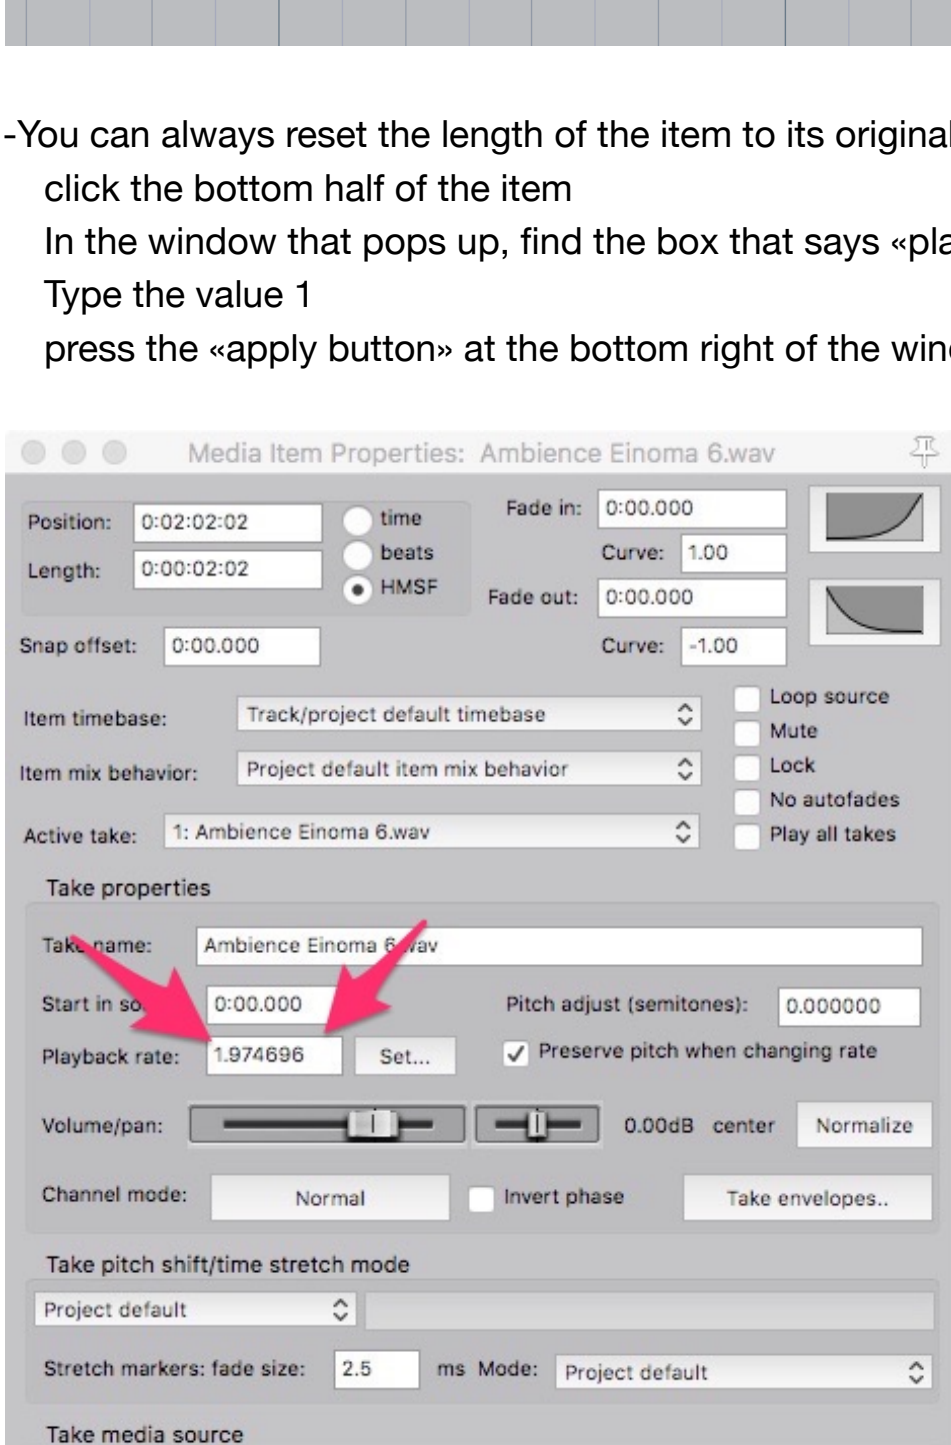 -You can always reset the length of the item to its original
click the bottom half of the item
In the window that pops up, find the box that says «pla
Type the value 1
press the «apply button» at the bottom right of the win
Media Item Properties: Ambience Einoma 6.wav
Position: 0:02:02:02 time Fade in: 0:00.000
beats Curve: 1.00
Length: 0:00:02:02 HMSF Fade out: 0:00.000
Snap offset: 0:00.000 Curve: -1.00
Item timebase: Track/project default timebase Loop source
Mute
Item mix behavior: Project default item mix behavior Lock
No autofades
Active take: 1: Ambience Einoma 6.wav Play all takes
Take properties
Take name: Ambience Einoma 6.wav
Start in 0:00.000 Pitch adjust (semitones): 0.000000
Playback rate: 1.974696 Set... Preserve pitch when changing rate
Volume/pan: 0.00dB center Normalize
Channel mode: Normal Invert phase Take envelopes..
Take pitch shift/time stretch mode
Project default
Stretch markers: fade size: 2.5 ms Mode: Project default
Take media source